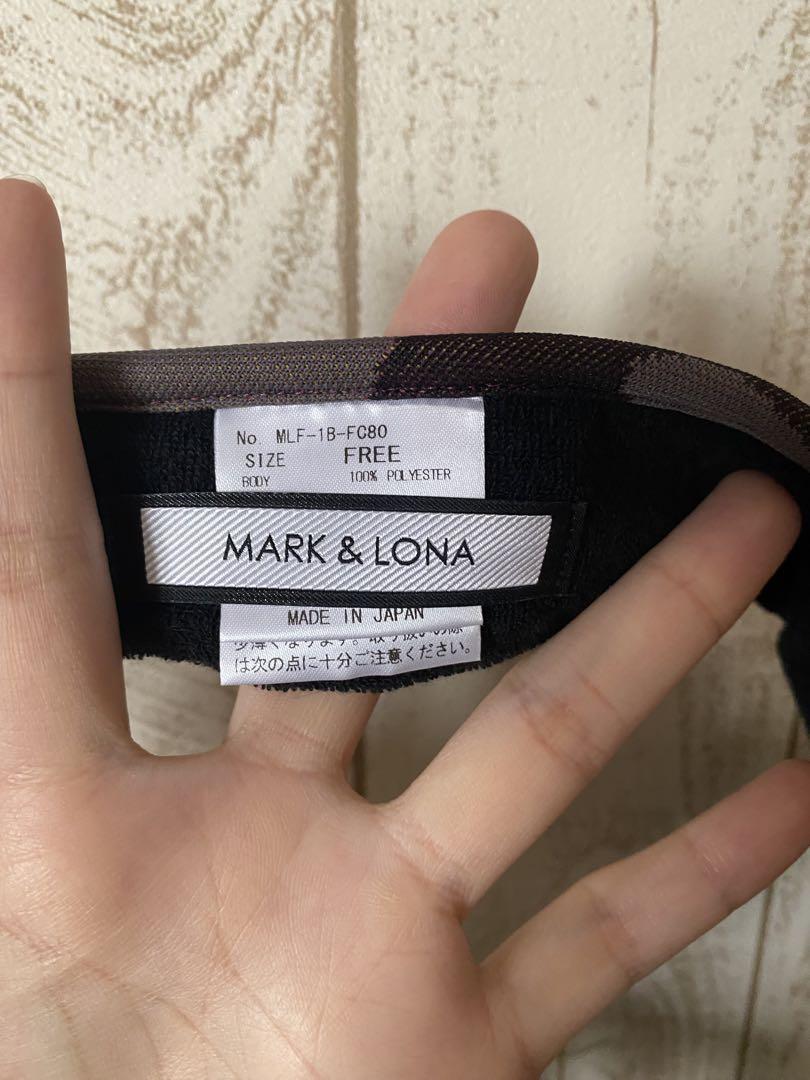 No MLF-1B-FC80
SIZE FREE
BODY 100% POLYESTER
MARK & LONA
MADE IN JAPAN
は次の点に十分ご注意ください。